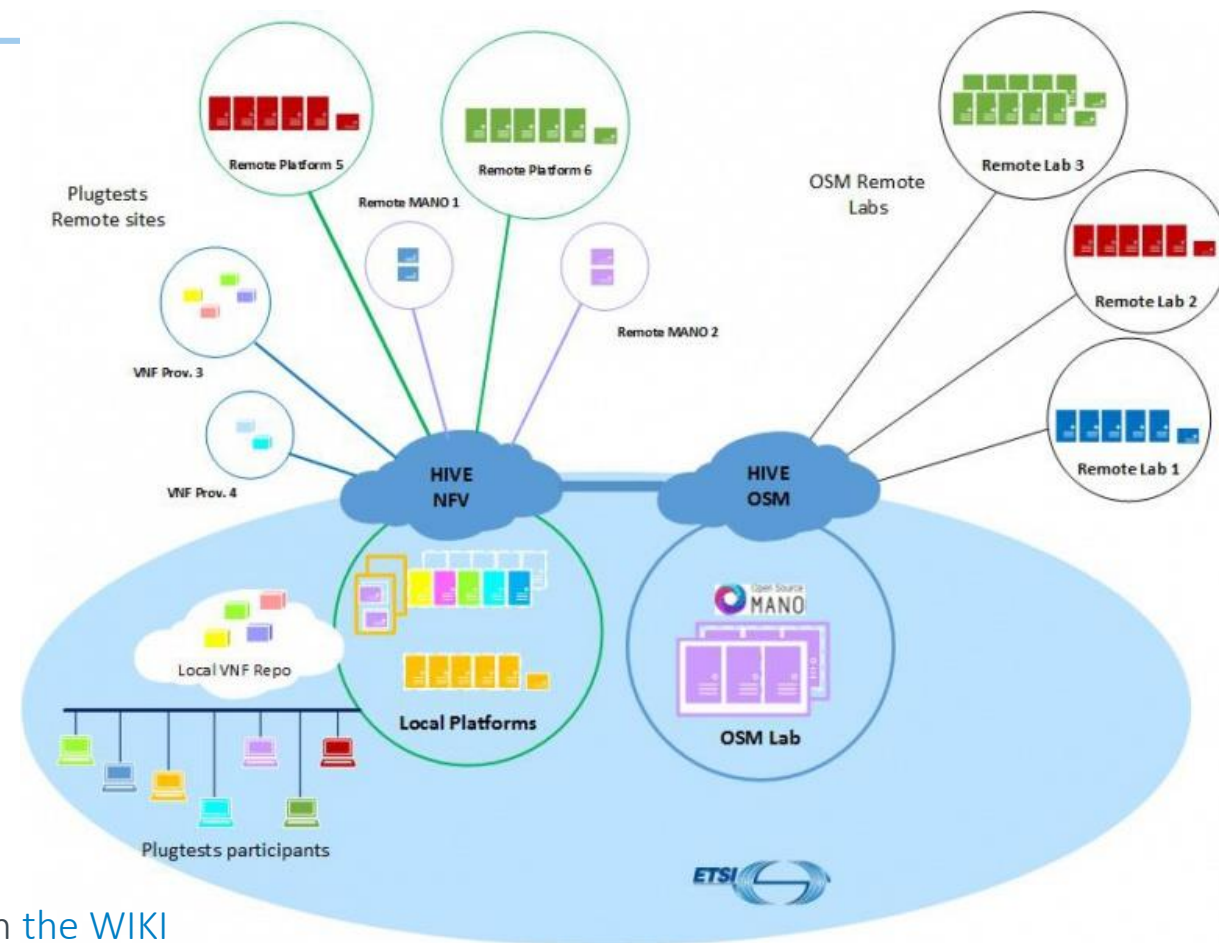 Remote Platform 5
Remote Platform 6
Remote Lab 3
Plugtests
Remote sites
Remote MANO 1
OSM Remote
Labs
Remote Lab 2
Remote MANO 2
VNF Prov. 3
Remote Lab 1
VNF Prov. 4
HIVE
NFV
HIVE
OSM
Open Source
MANO
Local VNF Repo
Local Platforms
OSM Lab
Plugtests participants
ETSI
the WIKI